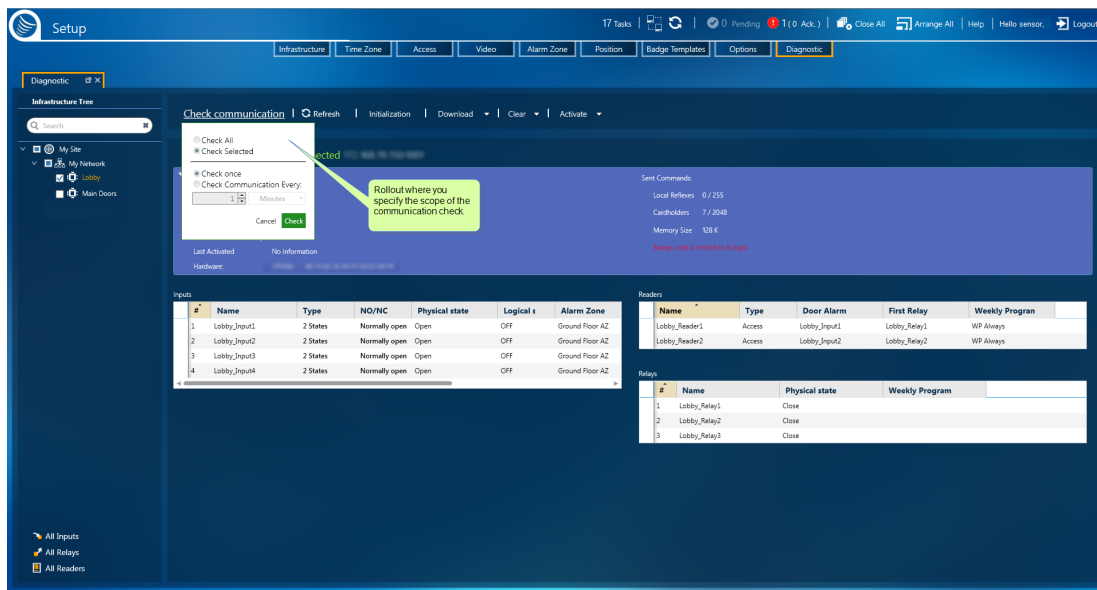 Setup
17 Tasks
0 Pending
1 ( 0 Ack. )
Close All
Arrange All
Help
Hello sensor,
Logout
Infrastructure
Time Zone
Access
Video
Alarm Zone
Position
Badge Templates
Options
Diagnostic
Diagnostic
Infrastructure Tree
Search
My Site
My Network
Lobby
Main Doors
All Inputs
All Relays
All Readers
Check communication
Refresh
Initialization
Download
Clear
Activate
Check All
Check Selected
Check once
Check Communication Every:
1 Minutes
Cancel Check
ected
Rollout where you
specify the scope of the
communication check
Last Activated No Information
Hardware:
Sent Commands:
Local Reflexes 0 / 255
Cardholders 7 / 2048
Memory Size 128 K
Inputs
# Name Type NO/NC Physical state Logical s Alarm Zone
1 Lobby_Input1 2 States Normally open Open OFF Ground Floor AZ
2 Lobby_Input2 2 States Normally open Open OFF Ground Floor AZ
3 Lobby_Input3 2 States Normally open Open OFF Ground Floor AZ
4 Lobby_Input4 2 States Normally open Open OFF Ground Floor AZ
Readers
Name Type Door Alarm First Relay Weekly Progran
Lobby_Reader1 Access Lobby_Input1 Lobby_Relay1 WP Always
Lobby_Reader2 Access Lobby_Input2 Lobby_Relay2 WP Always
Relays
# Name Physical state Weekly Program
1 Lobby_Relay1 Close
2 Lobby_Relay2 Close
3 Lobby_Relay3 Close